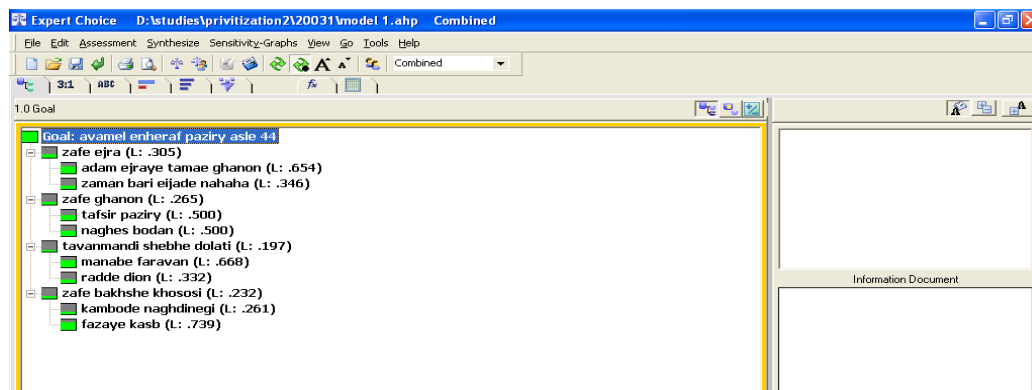 Expert Choice D:\studies\privitization2\20031\model 1.ahp Combined
File Edit Assessment Synthesize Sensitivity-Graphs View Go Tools Help
A A Combined
3:1 ABC fx
1.0 Goal A A
Goal: avamel enheraf paziry asle 44
zafe ejra (L: .305)
adam ejraye tamae ghanon (L: .654)
zaman bari eijade nahaha (L: .346)
zafe ghanon (L: .265)
tafsir paziry (L: .500)
naghes bodan (L: .500)
tavanmandi shebhe dolati (L: .197)
manabe faravan (L: .668)
radde dion (L: .332)
Information Document
zafe bakhshe khososi (L: .232)
kambode naghdinegi (L: .261)
fazaye kasb (L: .739)